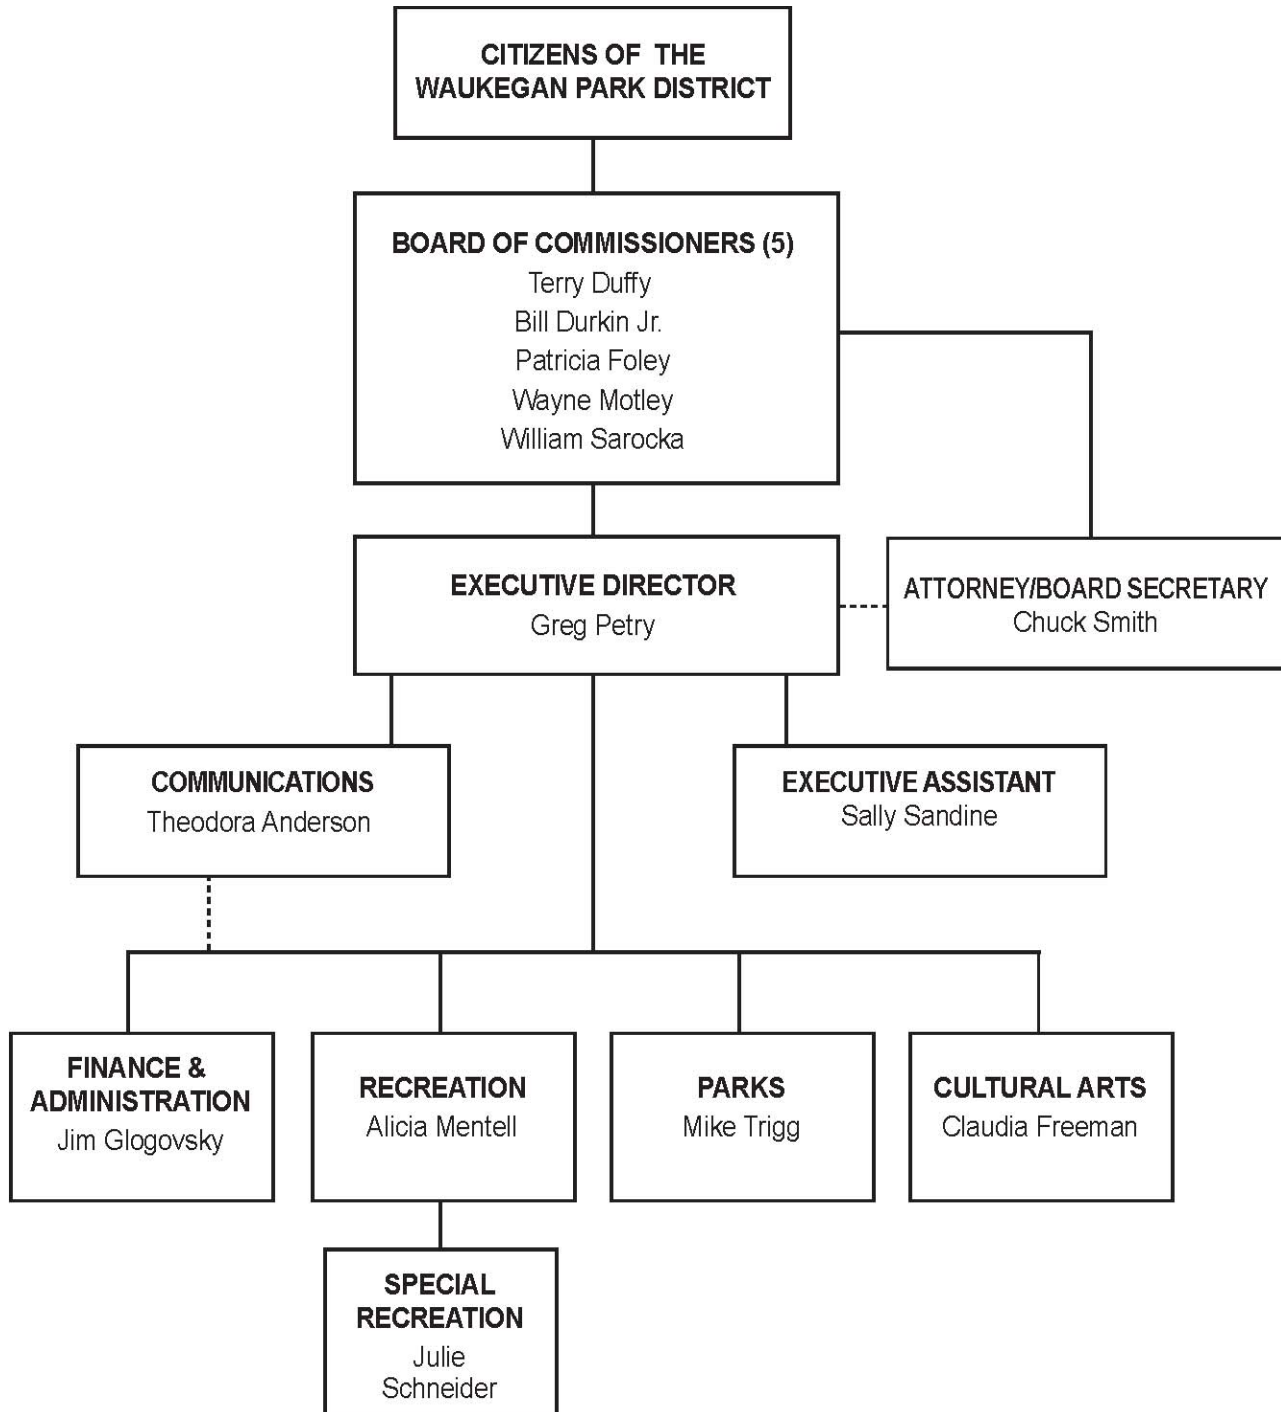 CITIZENS OF THE
WAUKEGAN PARK DISTRICT
BOARD OF COMMISSIONERS (5)
Terry Duffy
Bill Durkin Jr.
Patricia Foley
Wayne Motley
William Sarocka
EXECUTIVE DIRECTOR
Greg Petry
ATTORNEY/BOARD SECRETARY
Chuck Smith
COMMUNICATIONS
Theodora Anderson
EXECUTIVE ASSISTANT
Sally Sandine
FINANCE &
ADMINISTRATION
Jim Glogovsky
RECREATION
Alicia Mentell
PARKS
Mike Trigg
CULTURAL ARTS
Claudia Freeman
SPECIAL
RECREATION
Julie
Schneider